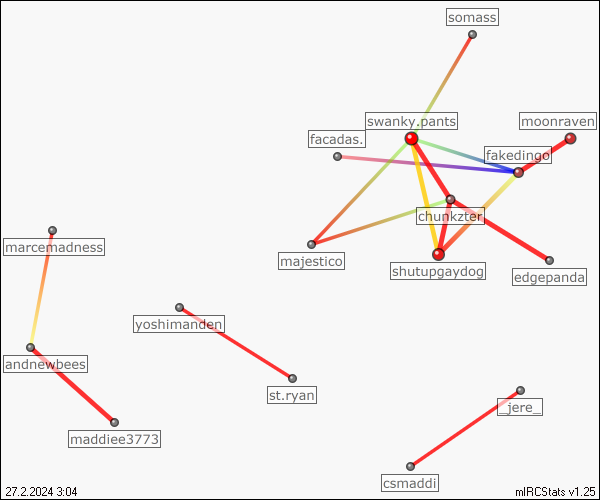 somass
swanky.pants
moonraven
facadas.
fakedingo
chunkzter
marcemadness
majestico
shutupgaydog
edgepanda
yoshimanden
andnewbees
st.ryan
_jere_
maddiee3773
csmaddi
27.2.2024 3:04
mIRCStats v1.25